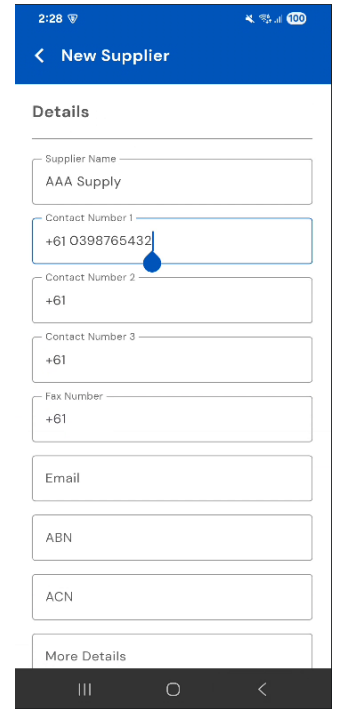 2:28
100
New Supplier
Details
Supplier Name
AAA Supply
Contact Number 1
+61 0398765432
Contact Number 2
+61
Contact Number 3
+61
Fax Number
+61
Email
ABN
ACN
More Details